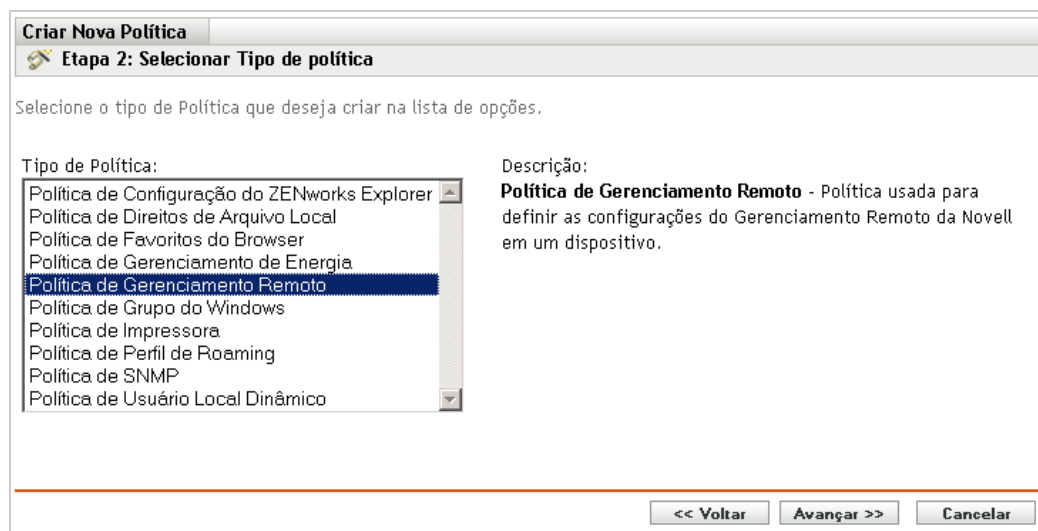 Criar Nova Política
Etapa 2: Selecionar Tipo de política
Selecione o tipo de Política que deseja criar na lista de opções.
Tipo de Política:
Política de Configuração do ZENworks Explorer
Política de Direitos de Arquivo Local
Política de Favoritos do Browser
Política de Gerenciamento de Energia
Política de Gerenciamento Remoto
Política de Grupo do Windows
Política de Impressora
Política de Perfil de Roaming
Política de SNMP
Política de Usuário Local Dinâmico
Descrição:
Política de Gerenciamento Remoto - Política usada para
definir as configurações do Gerenciamento Remoto da Novell
em um dispositivo.
<< Voltar
Avançar >>
Cancelar